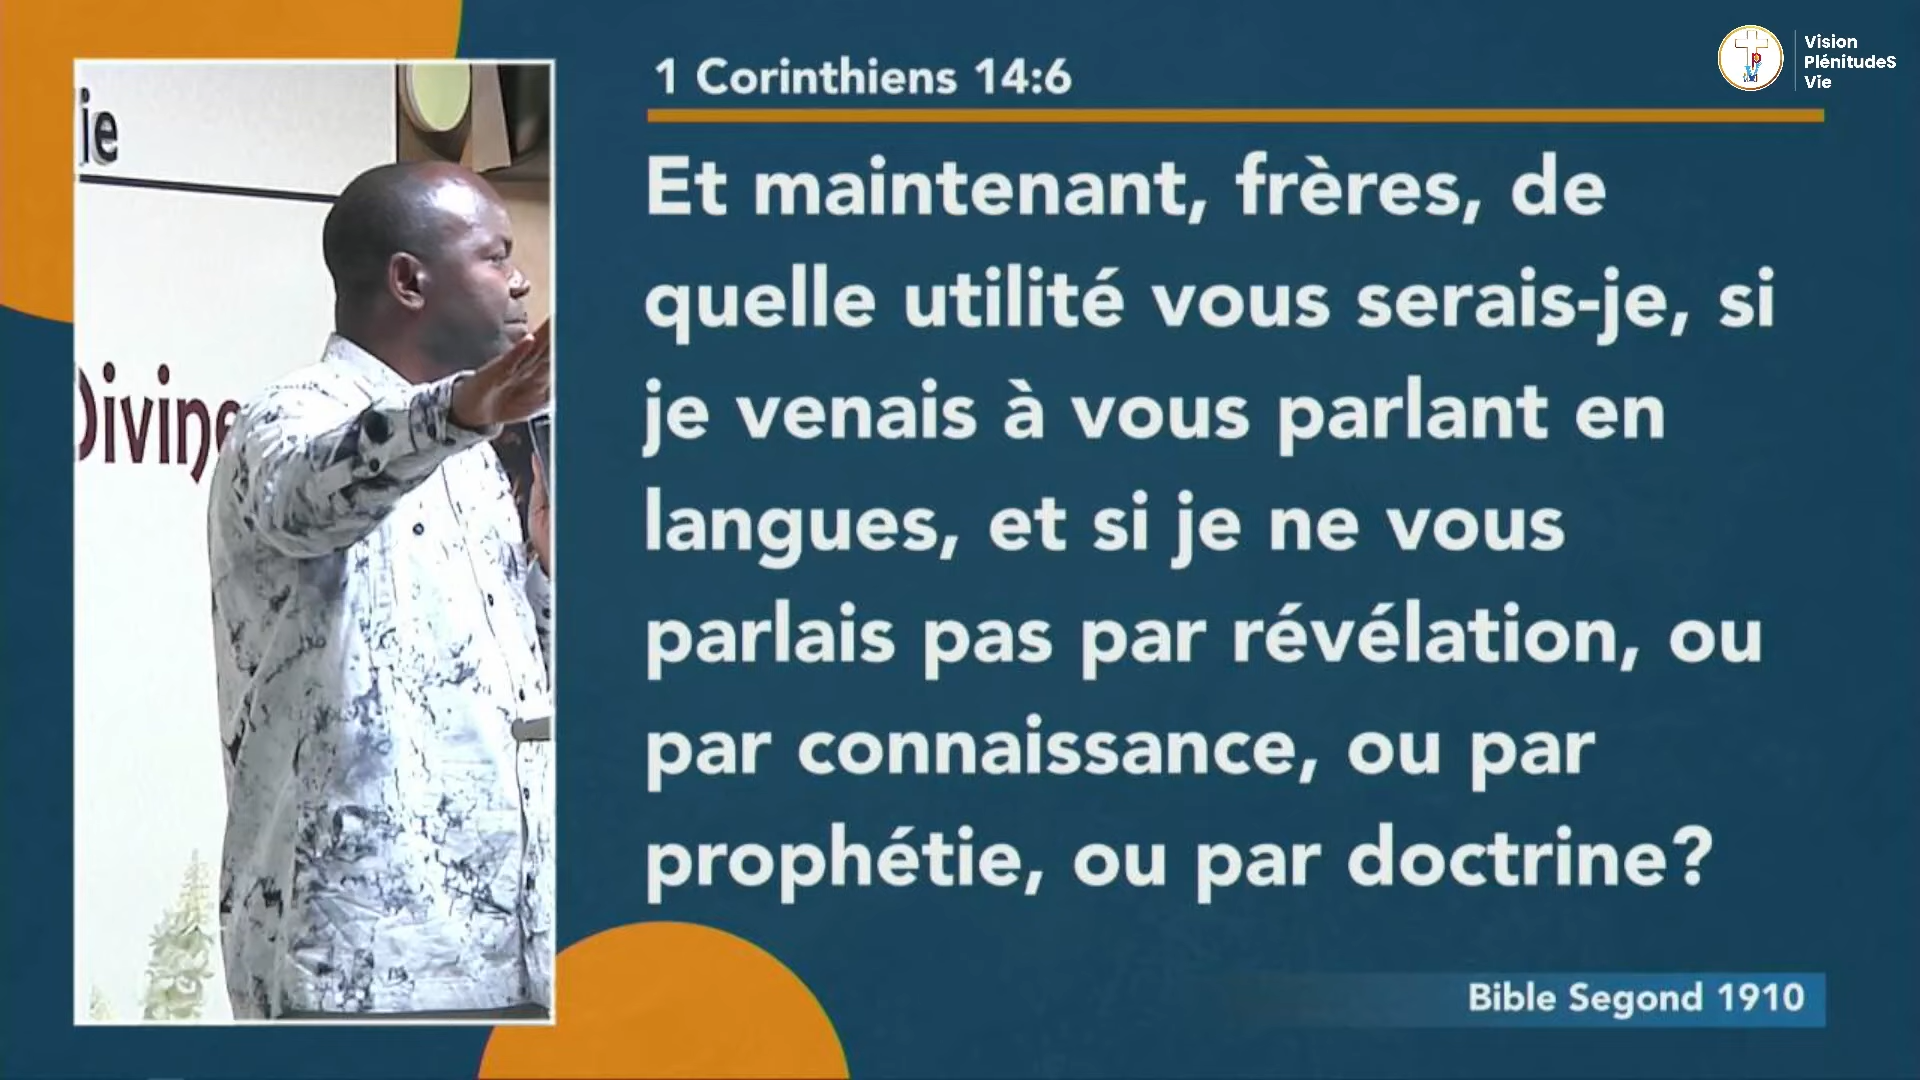 1 Corinthiens 14:6
Vision
PlénitudeS
Vie
Et maintenant, frères, de
quelle utilité vous serais-je, si
je venais à vous parlant en
langues, et si je ne vous
parlais pas par révélation, ou
par connaissance, ou par
prophétie, ou par doctrine?
Bible Segond 1910
ie
Divine